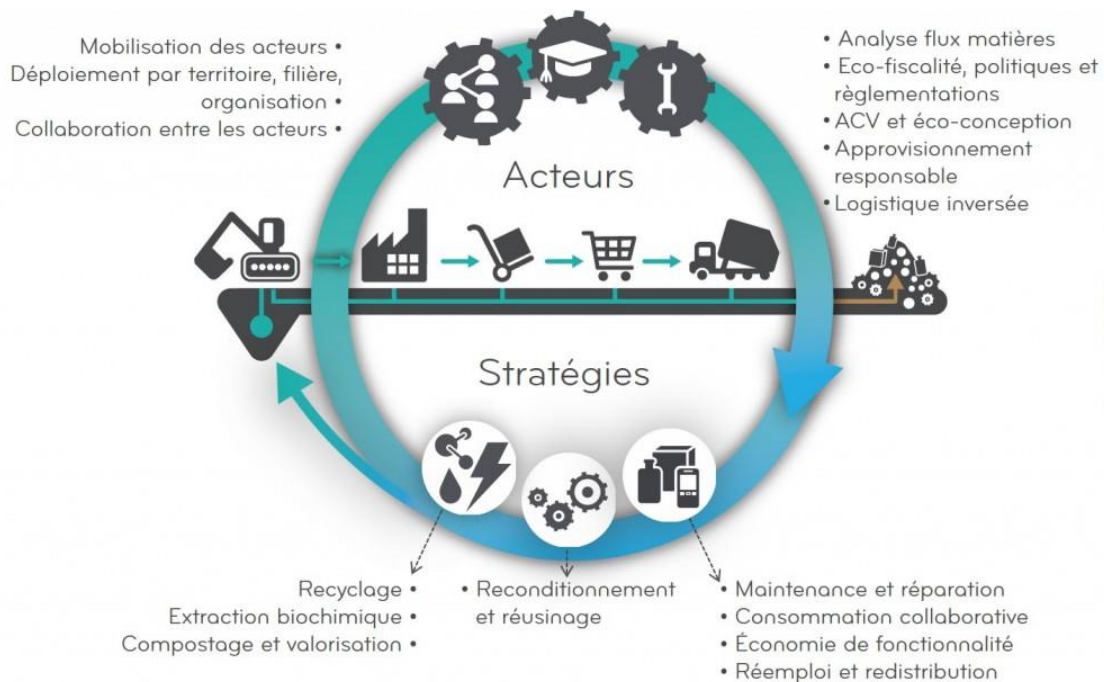 Mobilisation des acteurs •
Déploiement par territoire, filière,
organisation •
Collaboration entre les acteurs •
• Analyse flux matières
• Eco-fiscalité, politiques et
règlementations
• ACV et éco-conception
• Approvisionnement
responsable
• Logistique inversée
Acteurs
Stratégies
Recyclage •
Extraction biochimique •
Compostage et valorisation •
• Reconditionnement
et réusinage
• Maintenance et réparation
• Consommation collaborative
• Économie de fonctionnalité
• Réemploi et redistribution